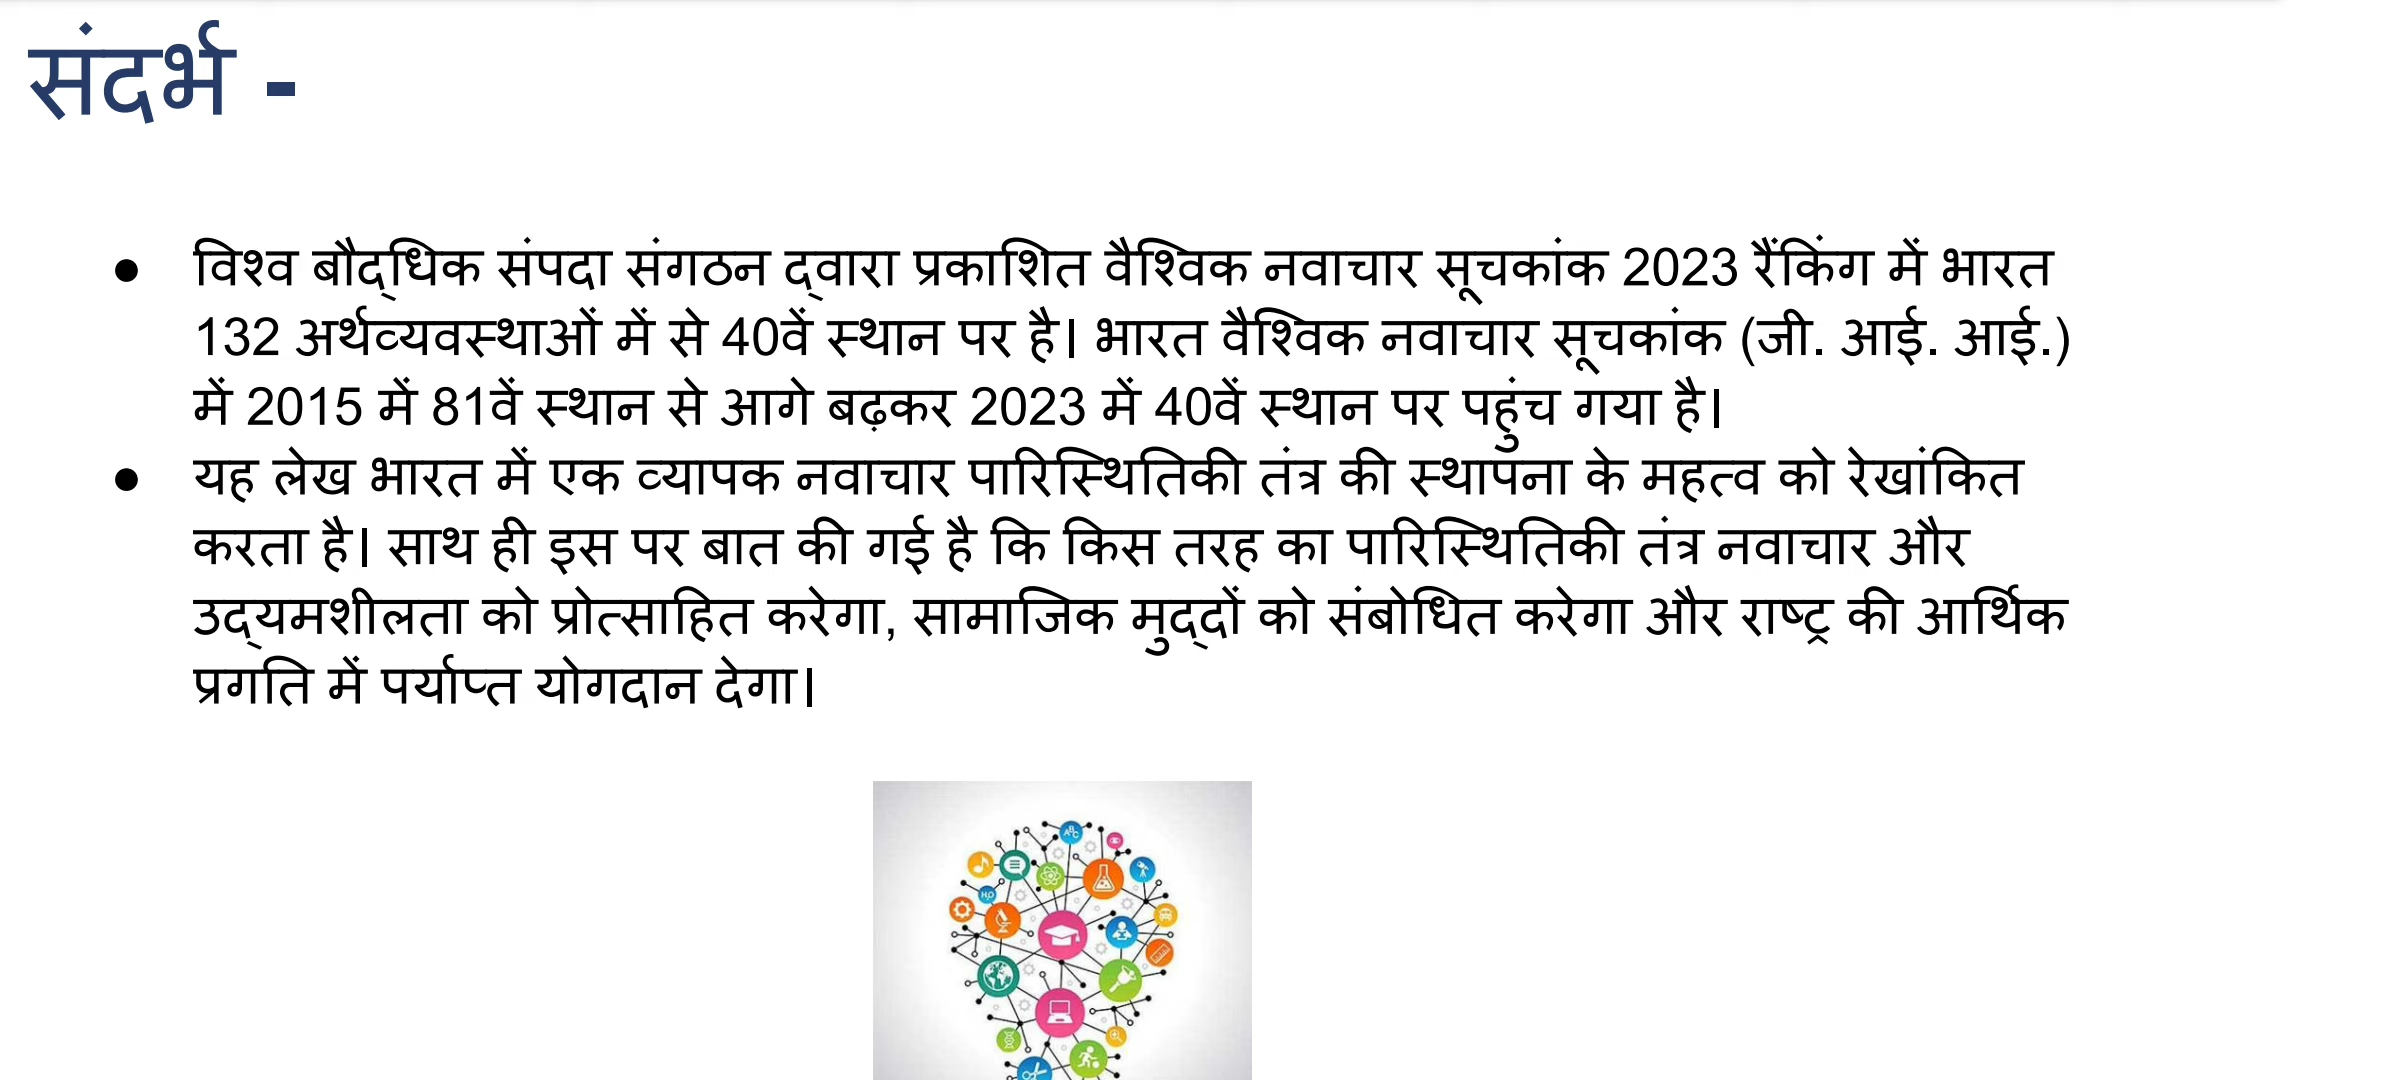 संदर्भ -
● विश्व बौद्धिक संपदा संगठन द्वारा प्रकाशित वैश्विक नवाचार सूचकांक 2023 रैंकिंग में भारत
132 अर्थव्यवस्थाओं में से 40वें स्थान पर है। भारत वैश्विक नवाचार सूचकांक (जी. आई. आई.)
में 2015 में 81वें स्थान से आगे बढ़कर 2023 में 40वें स्थान पर पहुंच गया है।
● यह लेख भारत में एक व्यापक नवाचार पारिस्थितिकी तंत्र की स्थापना के महत्व को रेखांकित
करता है। साथ ही इस पर बात की गई है कि किस तरह का पारिस्थितिकी तंत्र नवाचार और
उद्यमशीलता को प्रोत्साहित करेगा, सामाजिक मुद्दों को संबोधित करेगा और राष्ट्र की आर्थिक
प्रगति में पर्याप्त योगदान देगा।
ABC
H₂O